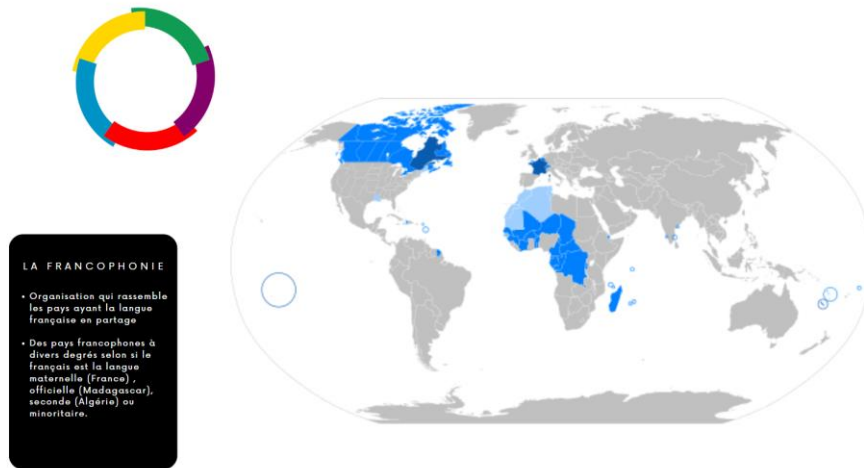 LA FRANCOPHONIE
• Organisation qui rassemble
les pays ayant la langue
française en partage
• Des pays francophones à
divers degrés selon si le
français est la langue
maternelle (France) ,
officielle (Madagascar),
seconde (Algérie) ou
minoritaire.